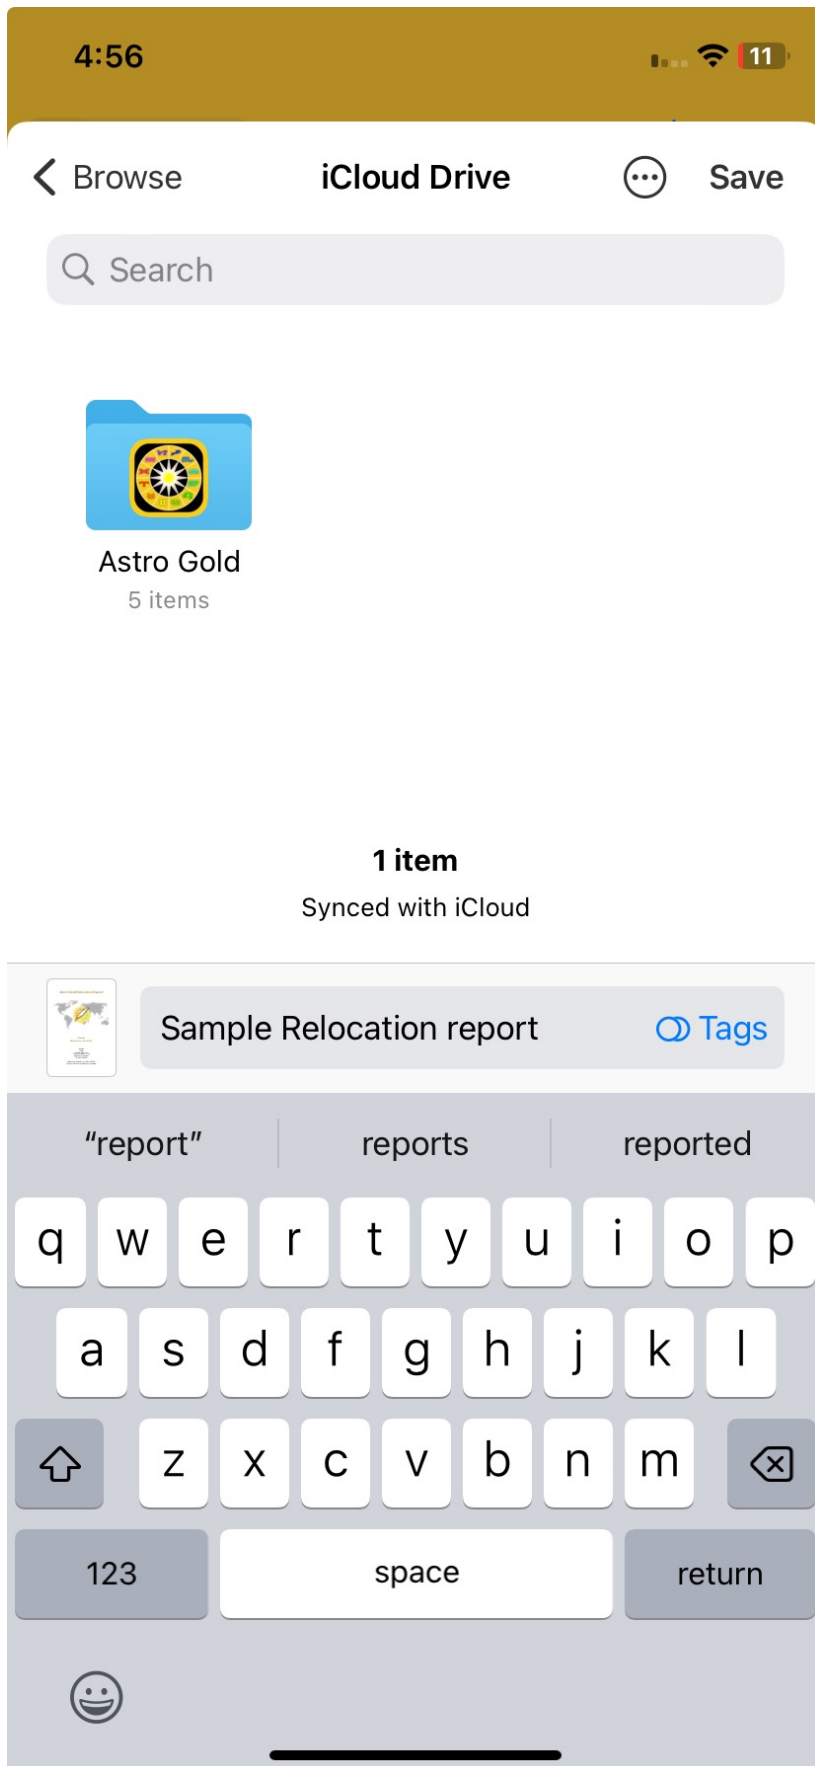 4:56
11
Browse
iCloud Drive
Save
Search
Astro Gold
5 items
1 item
Synced with iCloud
Sample Relocation report
Tags
“report”
reports
reported
q w e r t y u i o p
a s d f g h j k l
z x c v b n m
123
space
return